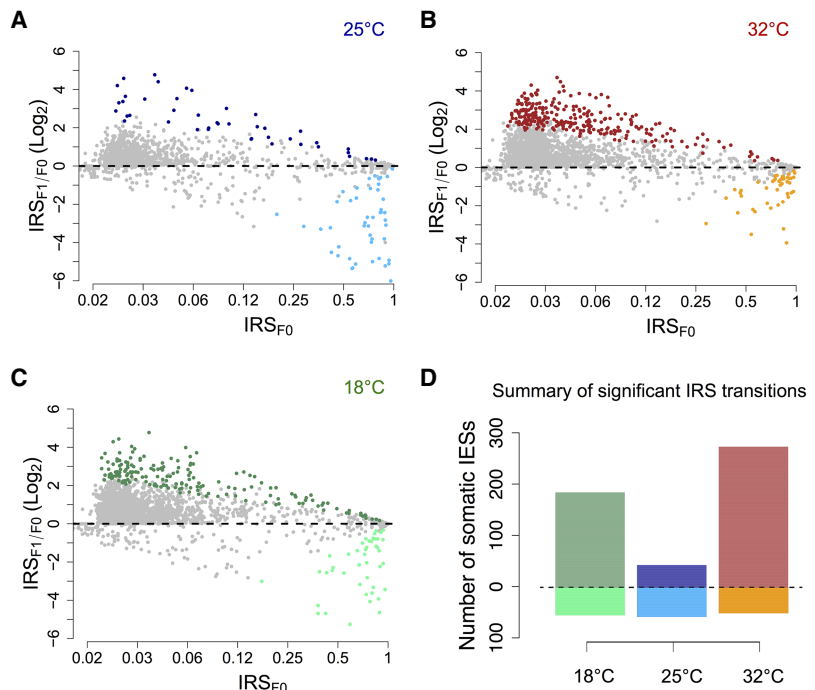 A
25°C
IRSF1/F0 (Log2)
6
4
2
0
−2
−4
−6
0.02 0.03 0.06 0.12 0.25 0.5 1
IRSF0
B
32°C
IRSF1/F0 (Log2)
6
4
2
0
−2
−4
−6
0.02 0.03 0.06 0.12 0.25 0.5 1
IRSF0
C
18°C
IRSF1/F0 (Log2)
6
4
2
0
−2
−4
−6
0.02 0.03 0.06 0.12 0.25 0.5 1
IRSF0
D
Summary of significant IRS transitions
Number of somatic IESs
300
200
100
0
100
18°C 25°C 32°C